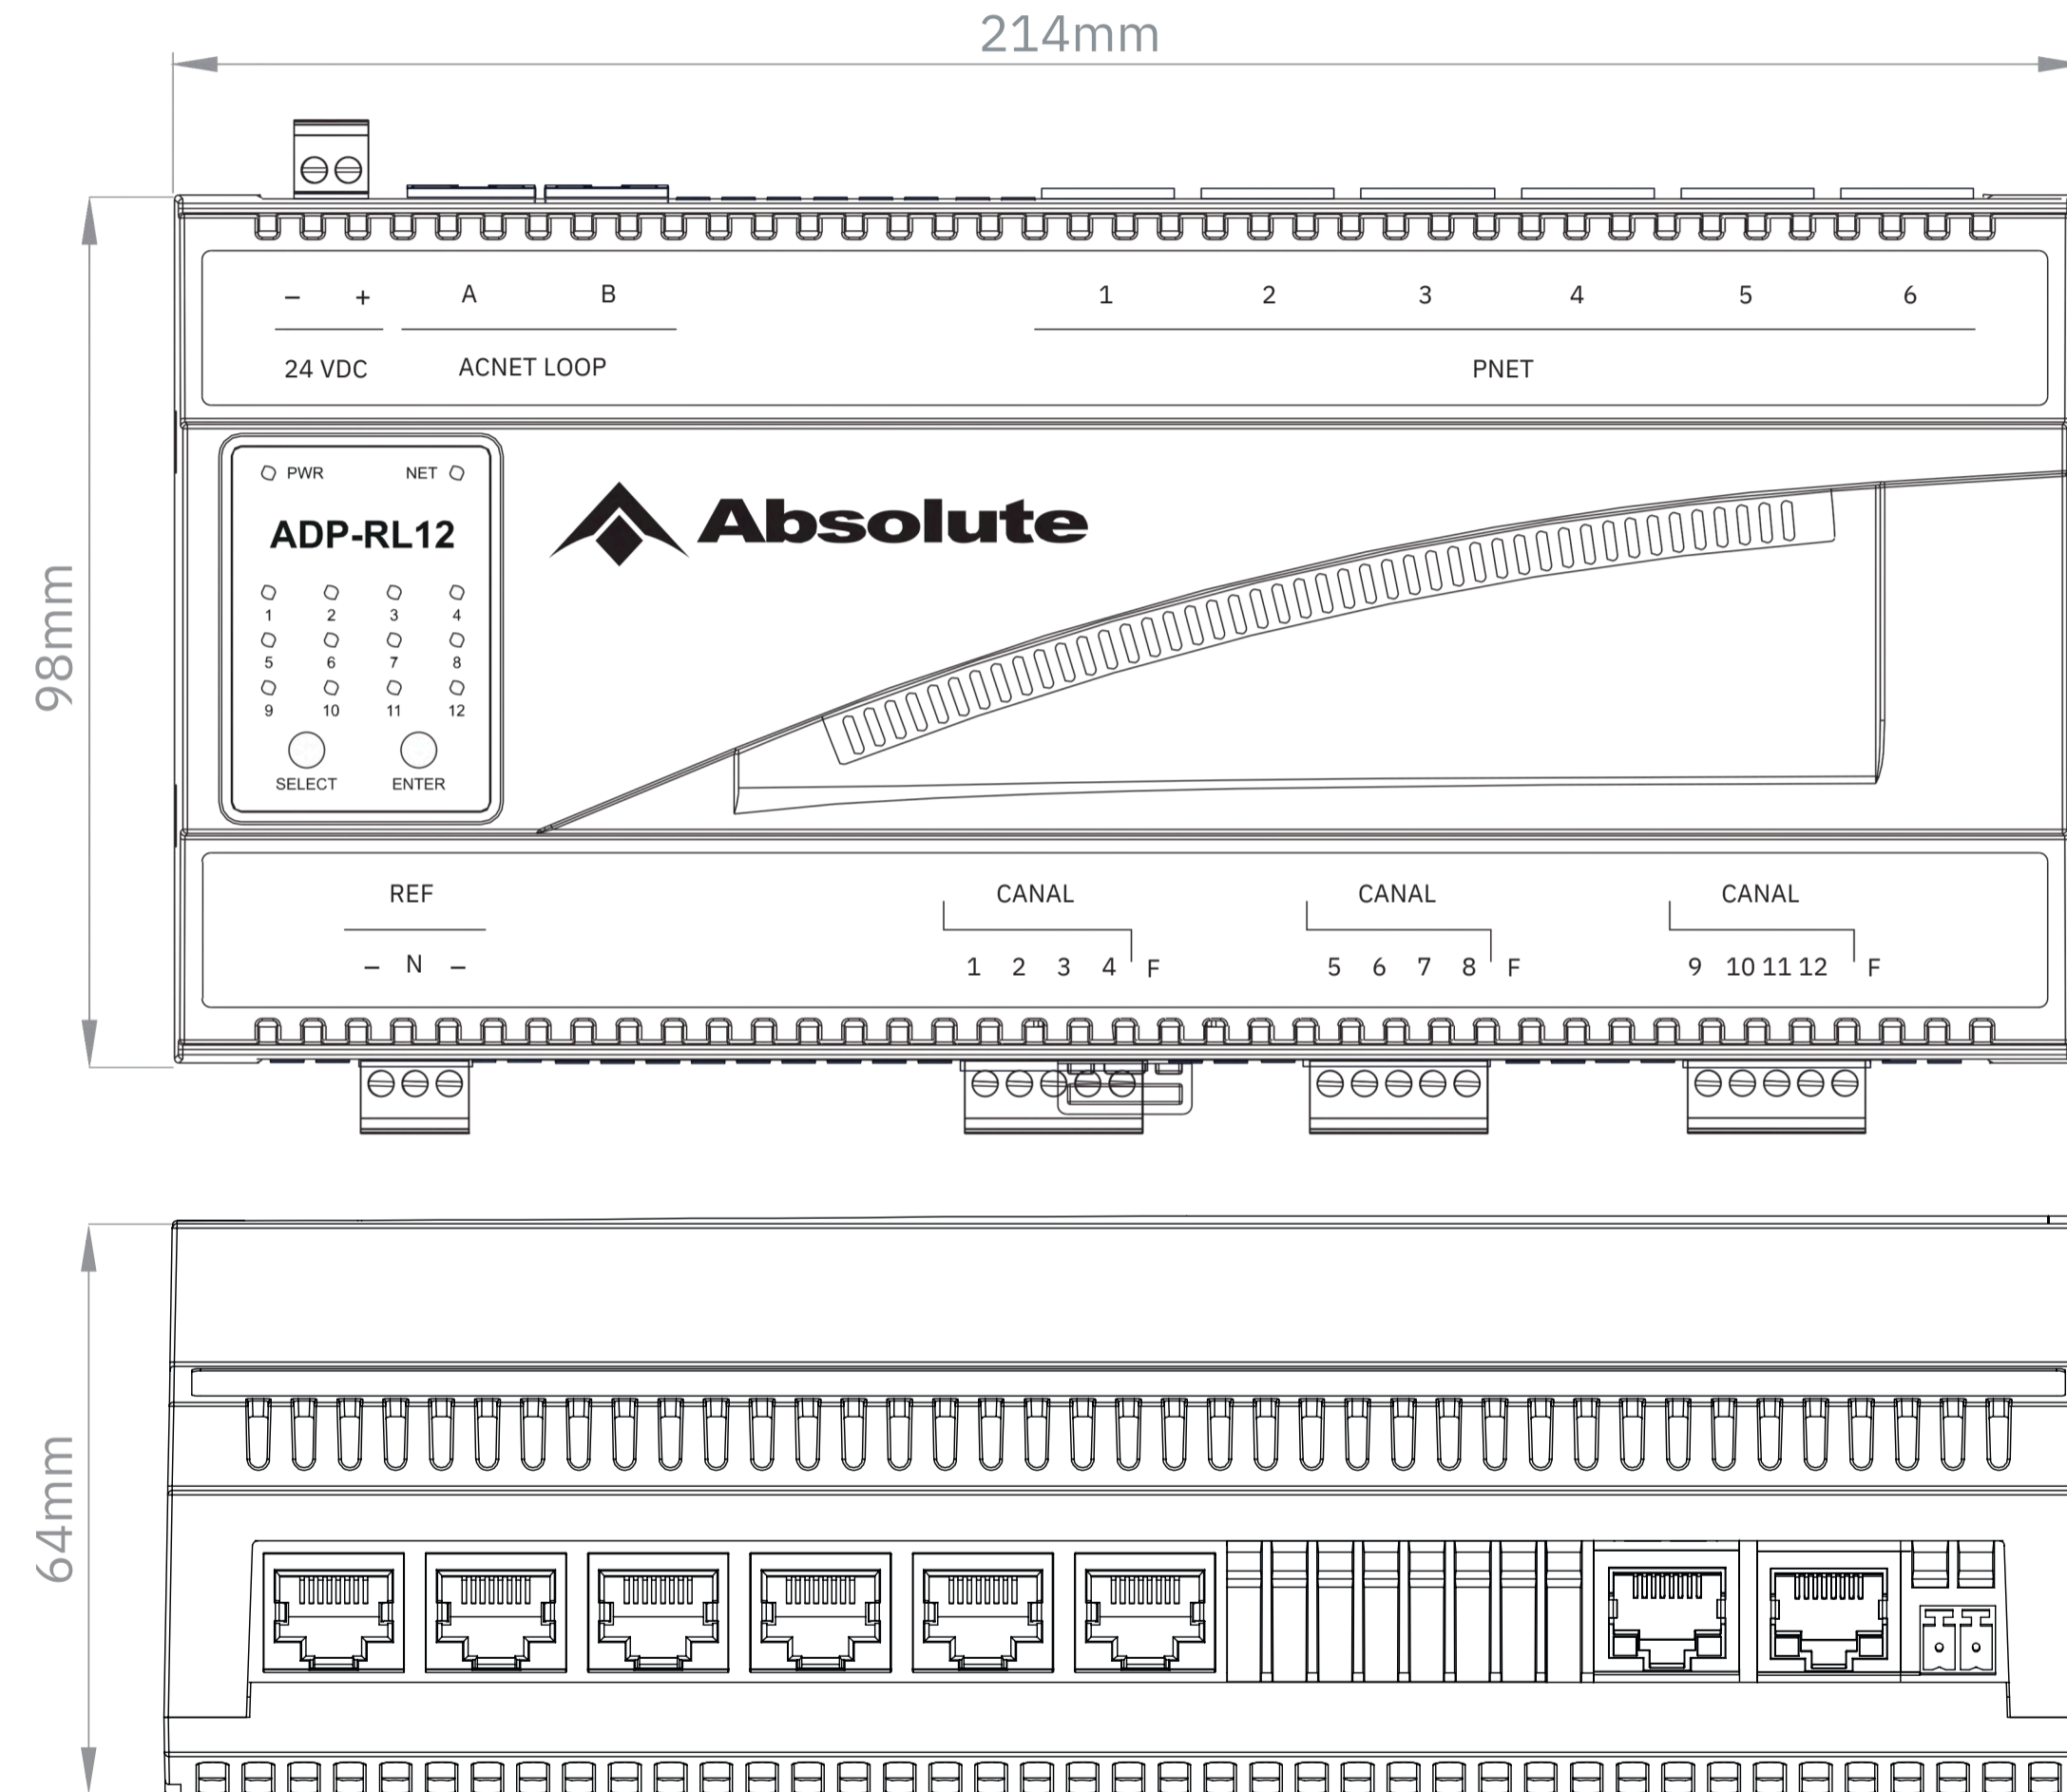 214mm
– + A B 1 2 3 4 5 6
24 VDC ACNET LOOP PNET
PWR NET
ADP-RL12
Absolute
1 2 3 4
5 6 7 8
9 10 11 12
SELECT ENTER
98mm
REF CANAL CANAL CANAL
– N – 1 2 3 4 F 5 6 7 8 F 9 10 11 12 F
64mm